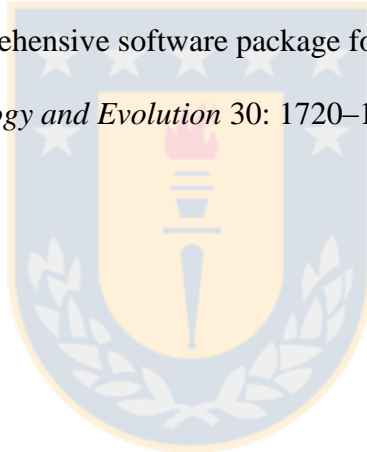 ehensive software package fo
gy and Evolution 30: 1720–1